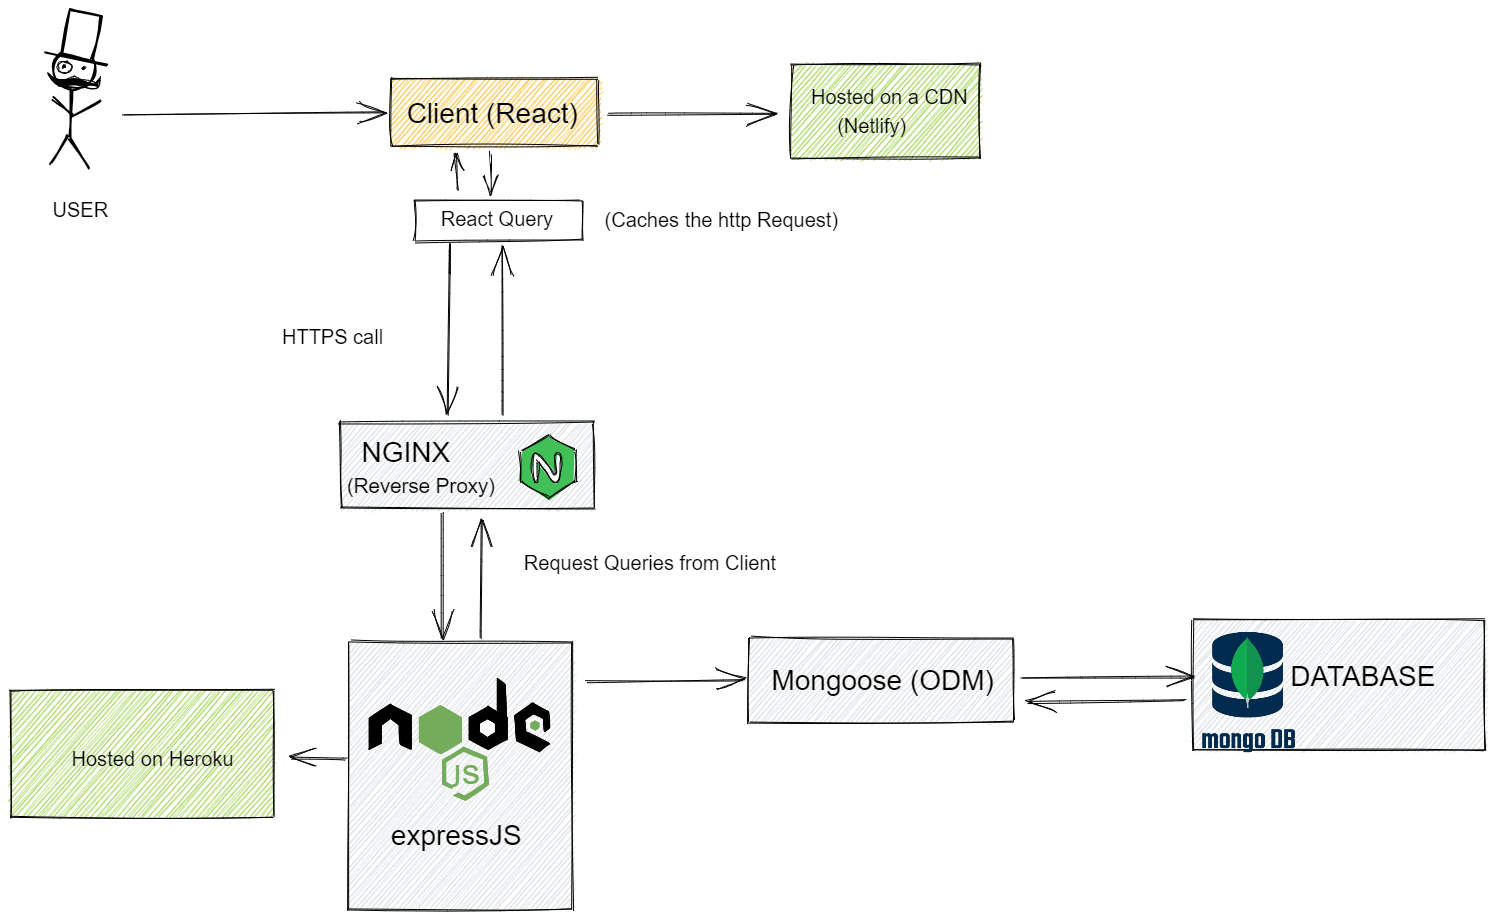 Client (React)
Hosted on a CDN
(Netlify)
USER
React Query
(Caches the http Request)
HTTPS call
NGINX
(Reverse Proxy)
N
Request Queries from Client
Mongoose (ODM)
DATABASE
mongo DB
node
JS
Hosted on Heroku
expressJS